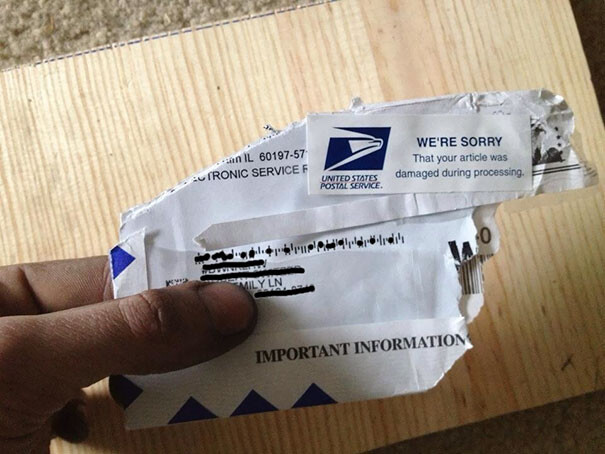 IL 60197-57
CTRONIC SERVICE R
UNITED STATES
POSTAL SERVICE.
WE'RE SORRY
That your article was
damaged during processing.
MILY LN
IMPORTANT INFORMATION